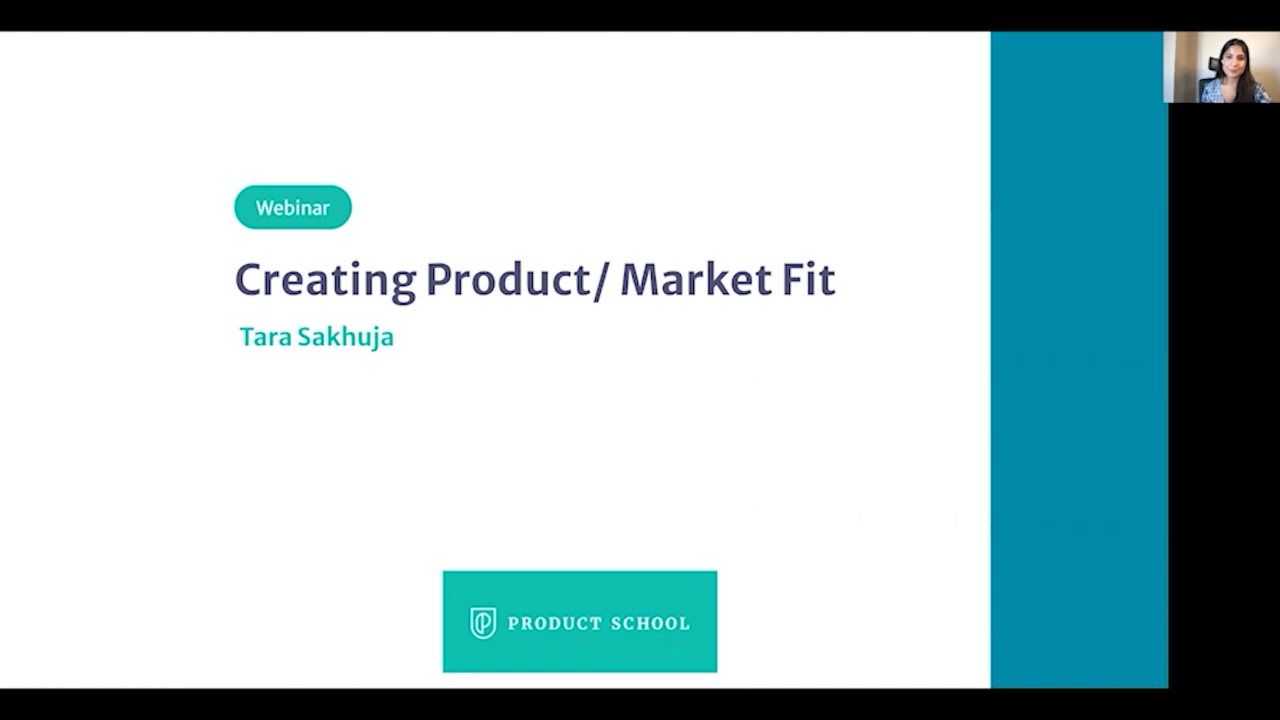 Webinar
Creating Product/ Market Fit
Tara Sakhuja
PRODUCT SCHOOL